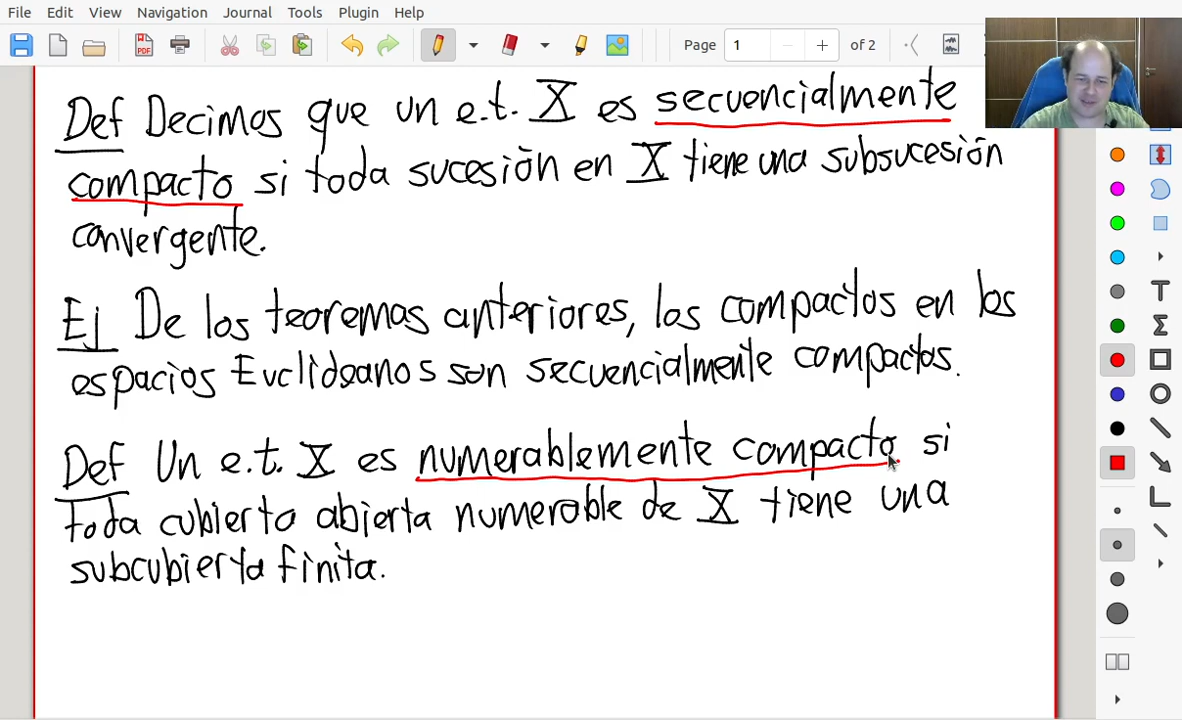 File Edit View Navigation Journal Tools Plugin Help
Page 1 of 2
Def Decimos que un e.t. X es secuencialmente
compacto si toda sucesión en X tiene una subsucesión
convergente.
Ej De los teoremas anteriores, los compactos en los
espacios Euclideanos son secuencialmente compactos.
Def Un e.t. X es numerablemente compacto si
toda cubierta abierta numerable de X tiene una
subcubierta finita.